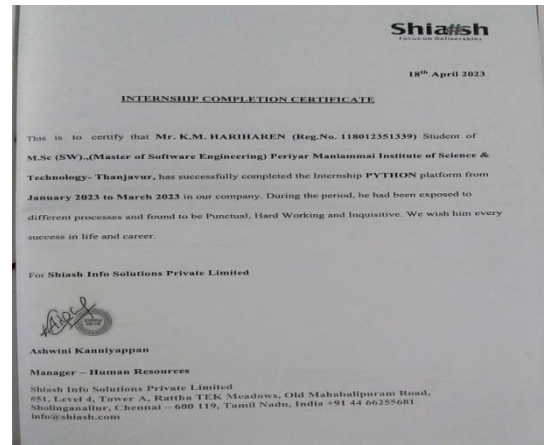 Shia#sh
Focus on Deliverables
18th April 2023
INTERNSHIP COMPLETION CERTIFICATE
This is to certify that Mr. K.M. HARIHAREN (Reg.No. 118012351339) Student of
M.Sc (SW).,(Master of Software Engineering) Periyar Maniammai Institute of Science &
Technology- Thanjavur, has successfully completed the Internship PYTHON platform from
January 2023 to March 2023 in our company. During the period, he had been exposed to
different processes and found to be Punctual, Hard Working and Inquisitive. We wish him every
success in life and career.
For Shiash Info Solutions Private Limited
Ashwini Kanniyappan
Manager – Human Resources
Shiash Info Solutions Private Limited
#51, Level 4, Tower A, Rattha TEK Meadows, Old Mahabalipuram Road,
Sholinganallur, Chennai – 600 119, Tamil Nadu, India +91 44 66255681
info@shiash.com